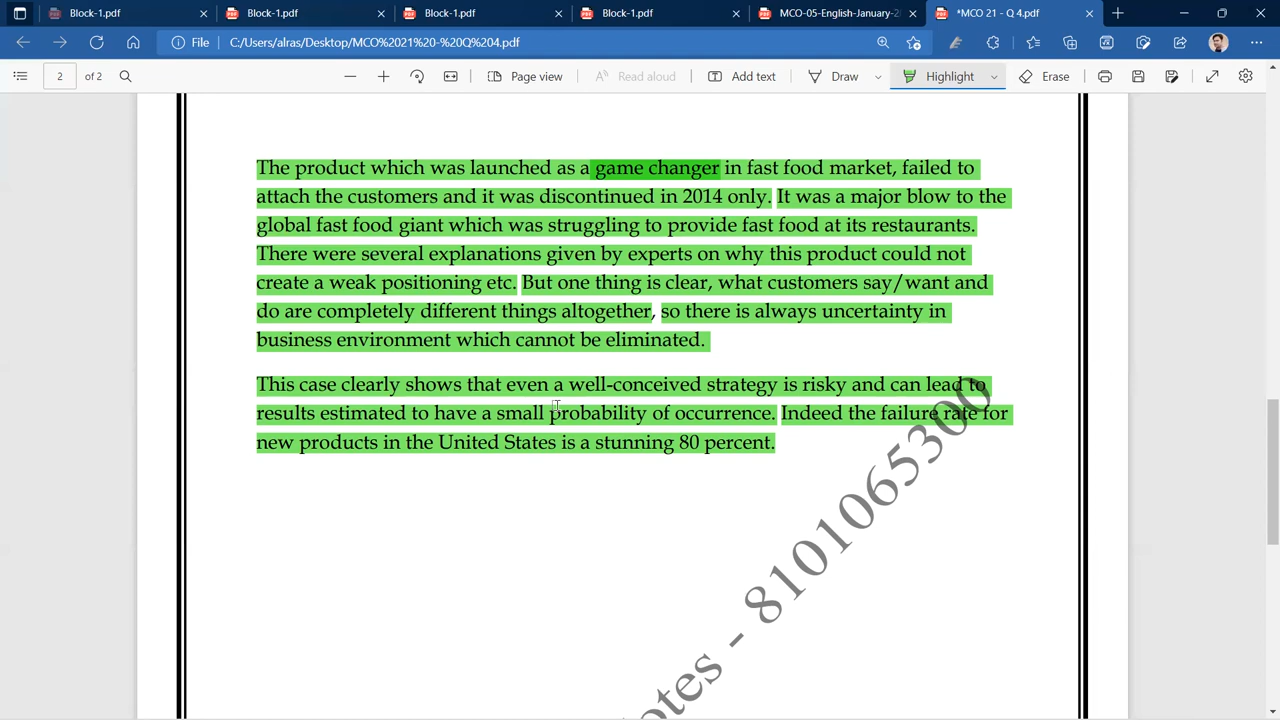 Block-1.pdf
Block-1.pdf
Block-1.pdf
Block-1.pdf
MCO-05-English-January-2
*MCO 21 - Q 4.pdf
File
C:/Users/alras/Desktop/MCO%2021%20-%20Q%204.pdf
2
of 2
Page view
Read aloud
Add text
Draw
Highlight
Erase
The product which was launched as a game changer in fast food market, failed to
attach the customers and it was discontinued in 2014 only. It was a major blow to the
global fast food giant which was struggling to provide fast food at its restaurants.
There were several explanations given by experts on why this product could not
create a weak positioning etc. But one thing is clear, what customers say/want and
do are completely different things altogether, so there is always uncertainty in
business environment which cannot be eliminated.
This case clearly shows that even a well-conceived strategy is risky and can lead to
results estimated to have a small probability of occurrence. Indeed the failure rate for
new products in the United States is a stunning 80 percent.
otes - 8101065300